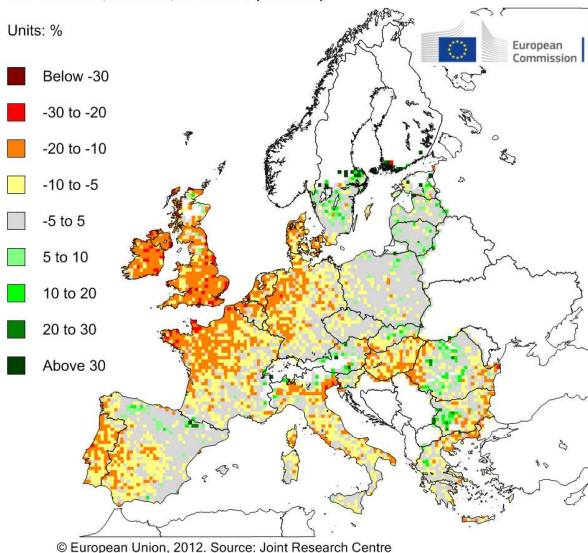 Units: %
Below -30
-30 to -20
-20 to -10
-10 to -5
-5 to 5
5 to 10
10 to 20
20 to 30
Above 30
European
Commission
© European Union, 2012. Source: Joint Research Centre